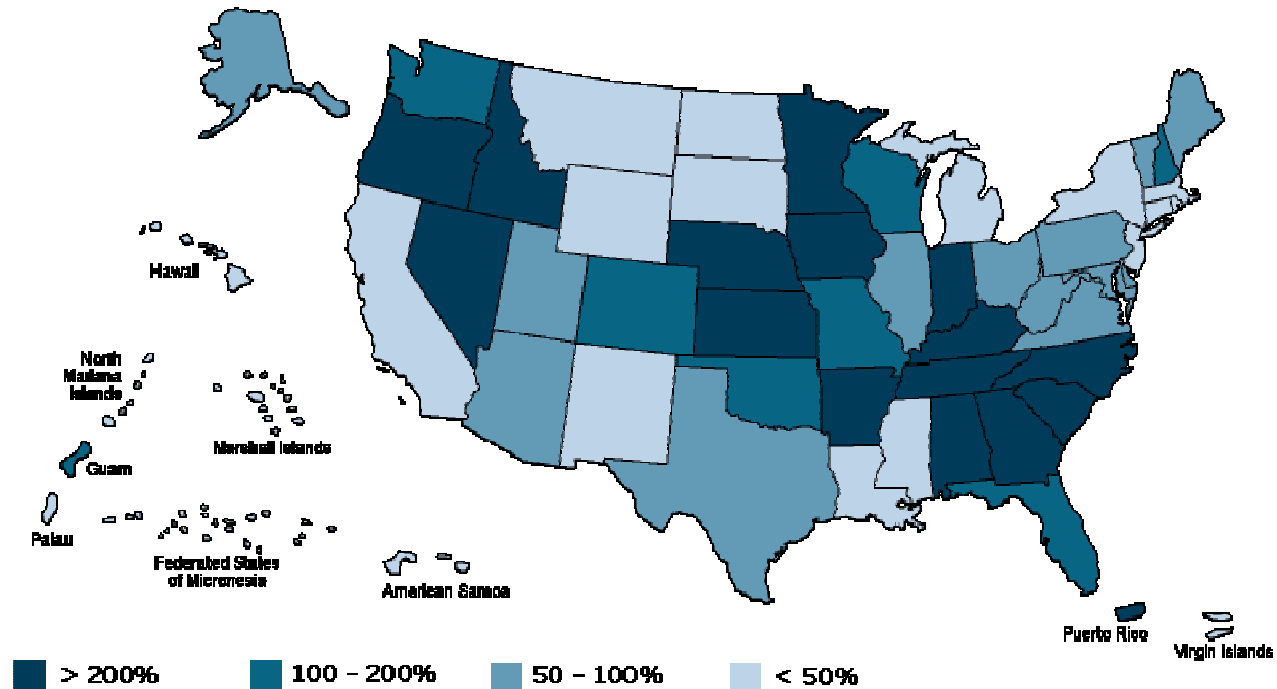 Hawaii
North
Mariana
Islands
Marshall Islands
Guam
Palau
Federated States
of Micronesia
American Samoa
Puerto Rico
Virgin Islands
> 200%
100 - 200%
50 - 100%
< 50%